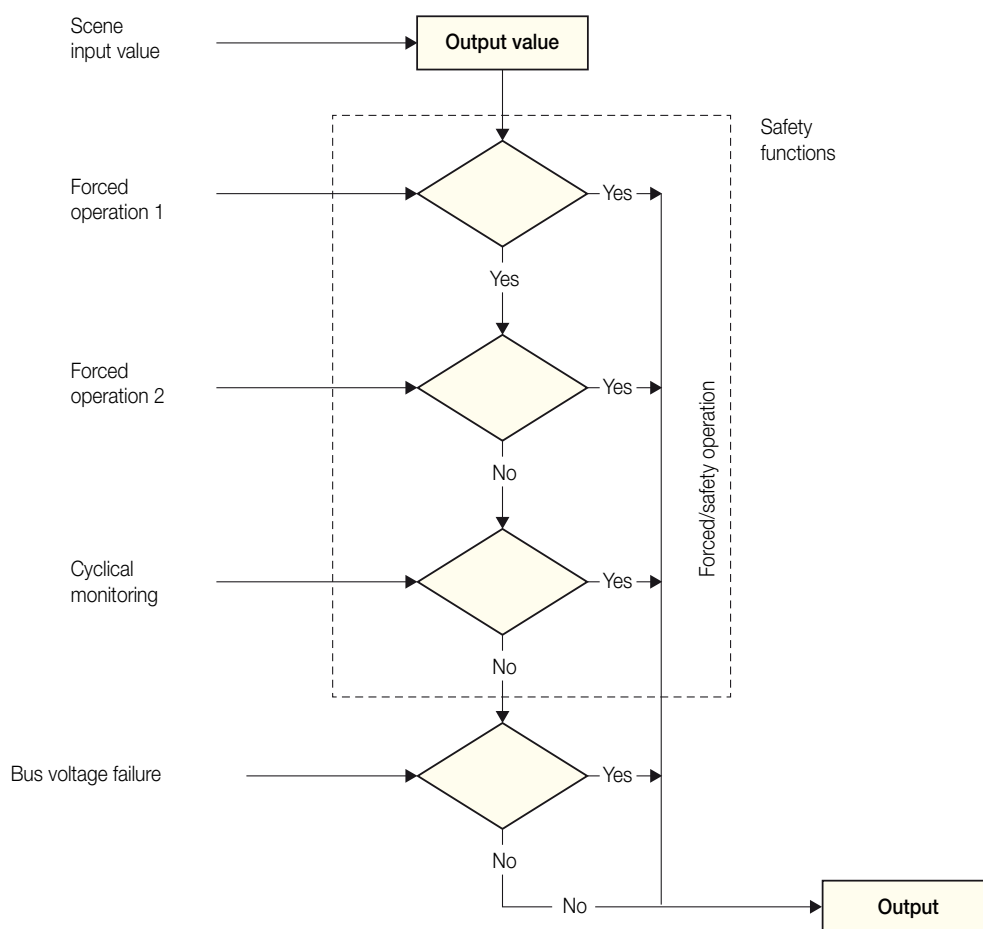 Scene
input value
Output value
Safety
functions
Forced
operation 1
Yes
Yes
Forced
operation 2
Yes
No
Forced/safety operation
Cyclical
monitoring
Yes
No
Bus voltage failure
Yes
No
No
Output